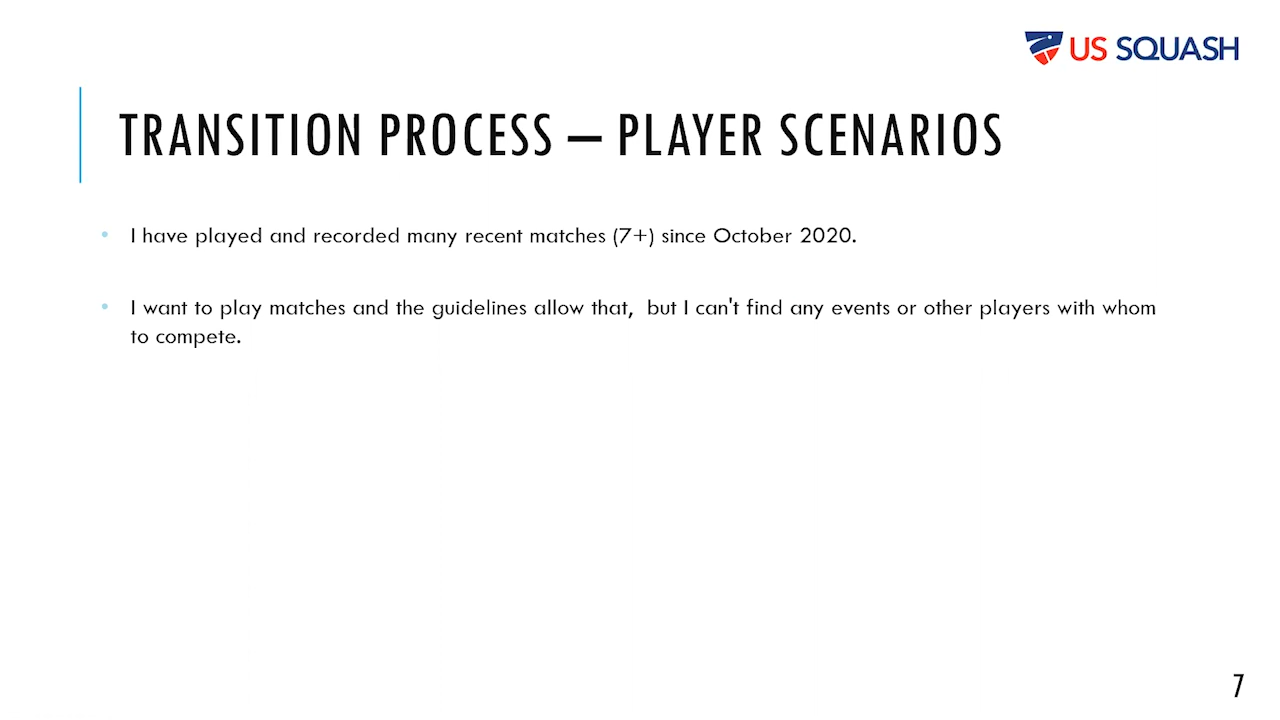 US SQUASH
TRANSITION PROCESS – PLAYER SCENARIOS
• I have played and recorded many recent matches (7+) since October 2020.
• I want to play matches and the guidelines allow that,  but I can't find any events or other players with whom
to compete.
7